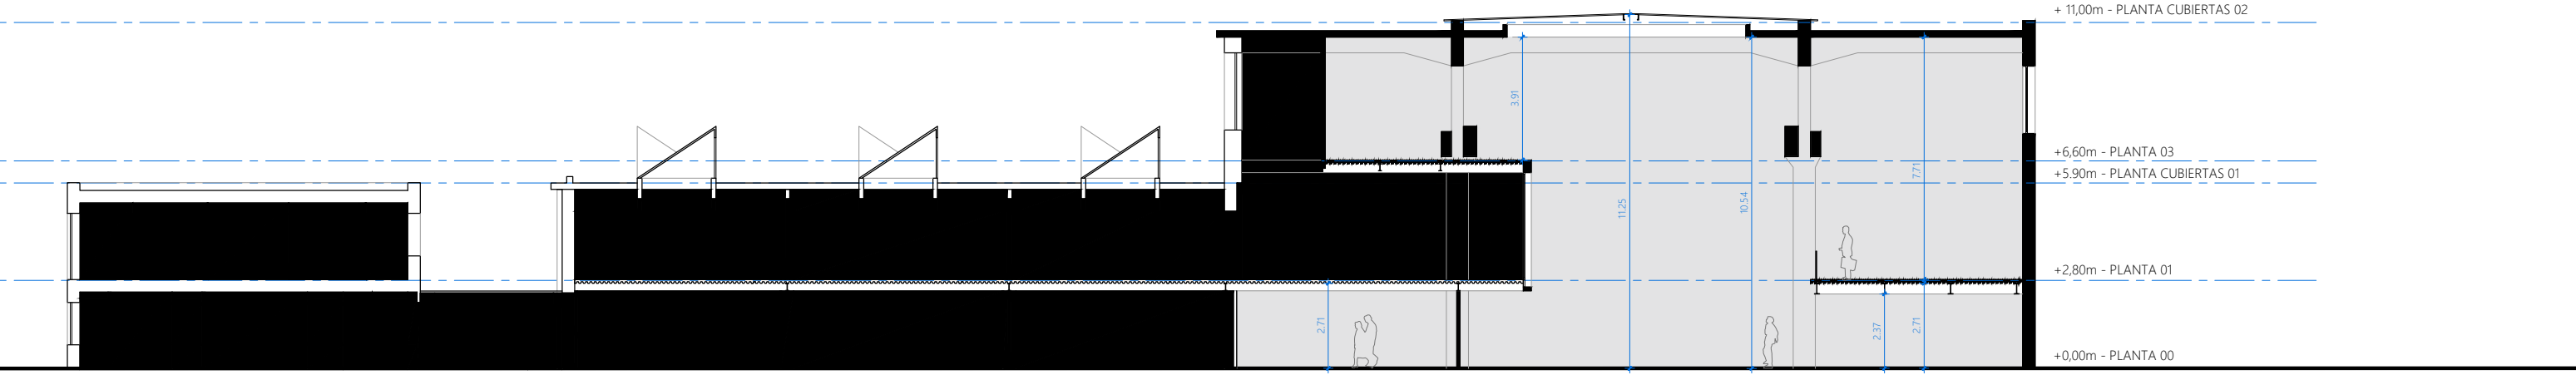 + 11,00m - PLANTA CUBIERTAS 02
3.91
+6,60m - PLANTA 03
+5.90m - PLANTA CUBIERTAS 01
7.71
11.25
10.54
+2,80m - PLANTA 01
2.71
2.37
2.71
+0,00m - PLANTA 00